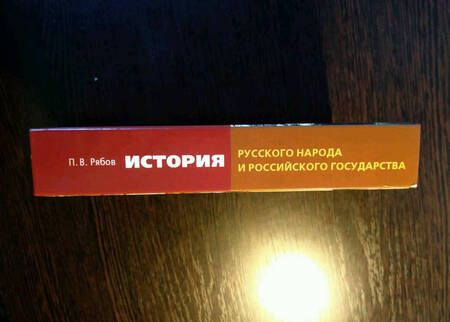 П. В. Рябов ИСТОРИЯ
РУССКОГО НАРОДА
И РОССИЙСКОГО ГОСУДАРСТВА